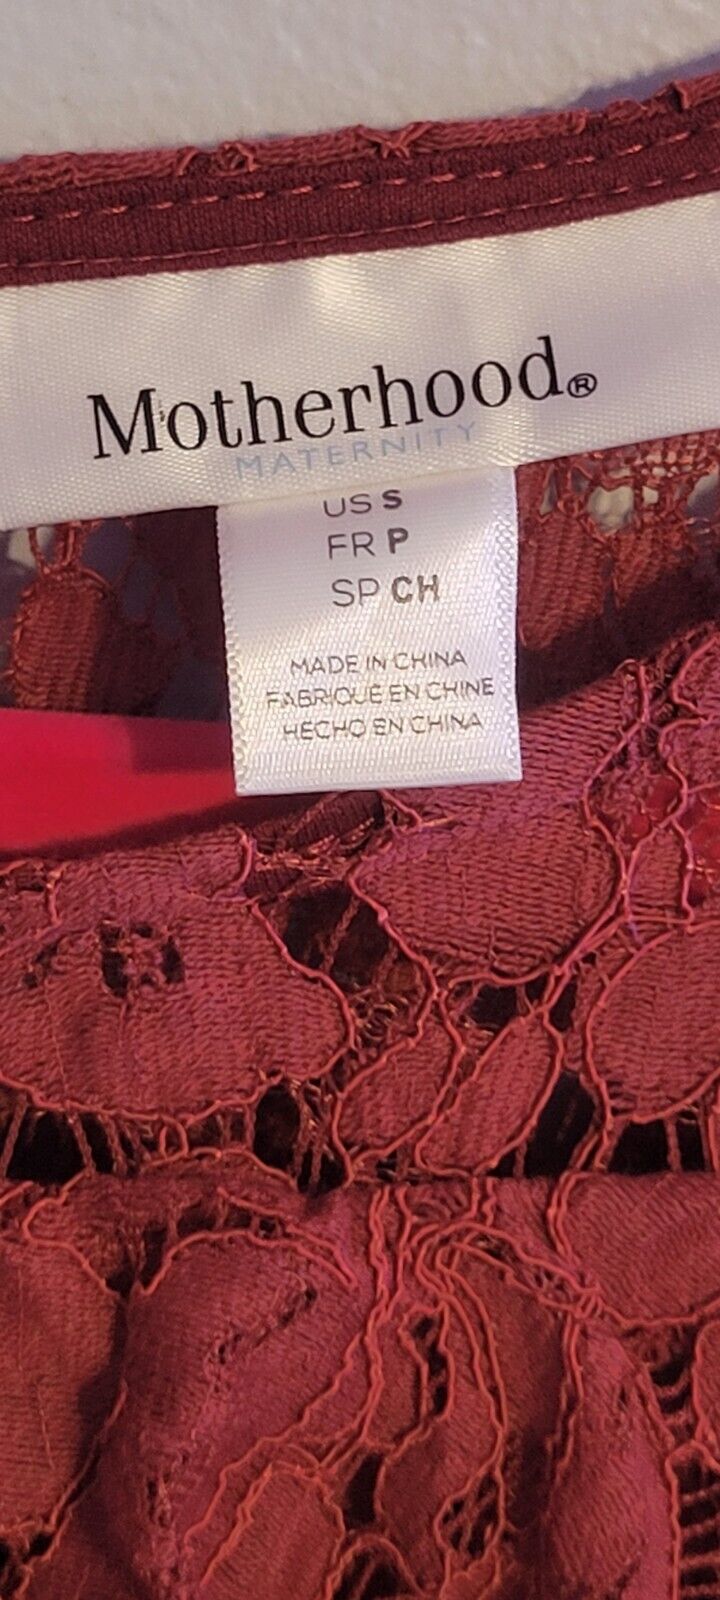 Motherhood®
MATERNITY
US S
FR P
SP CH
MADE IN CHINA
FABRIQUÉ EN CHINE
HECHO EN CHINA